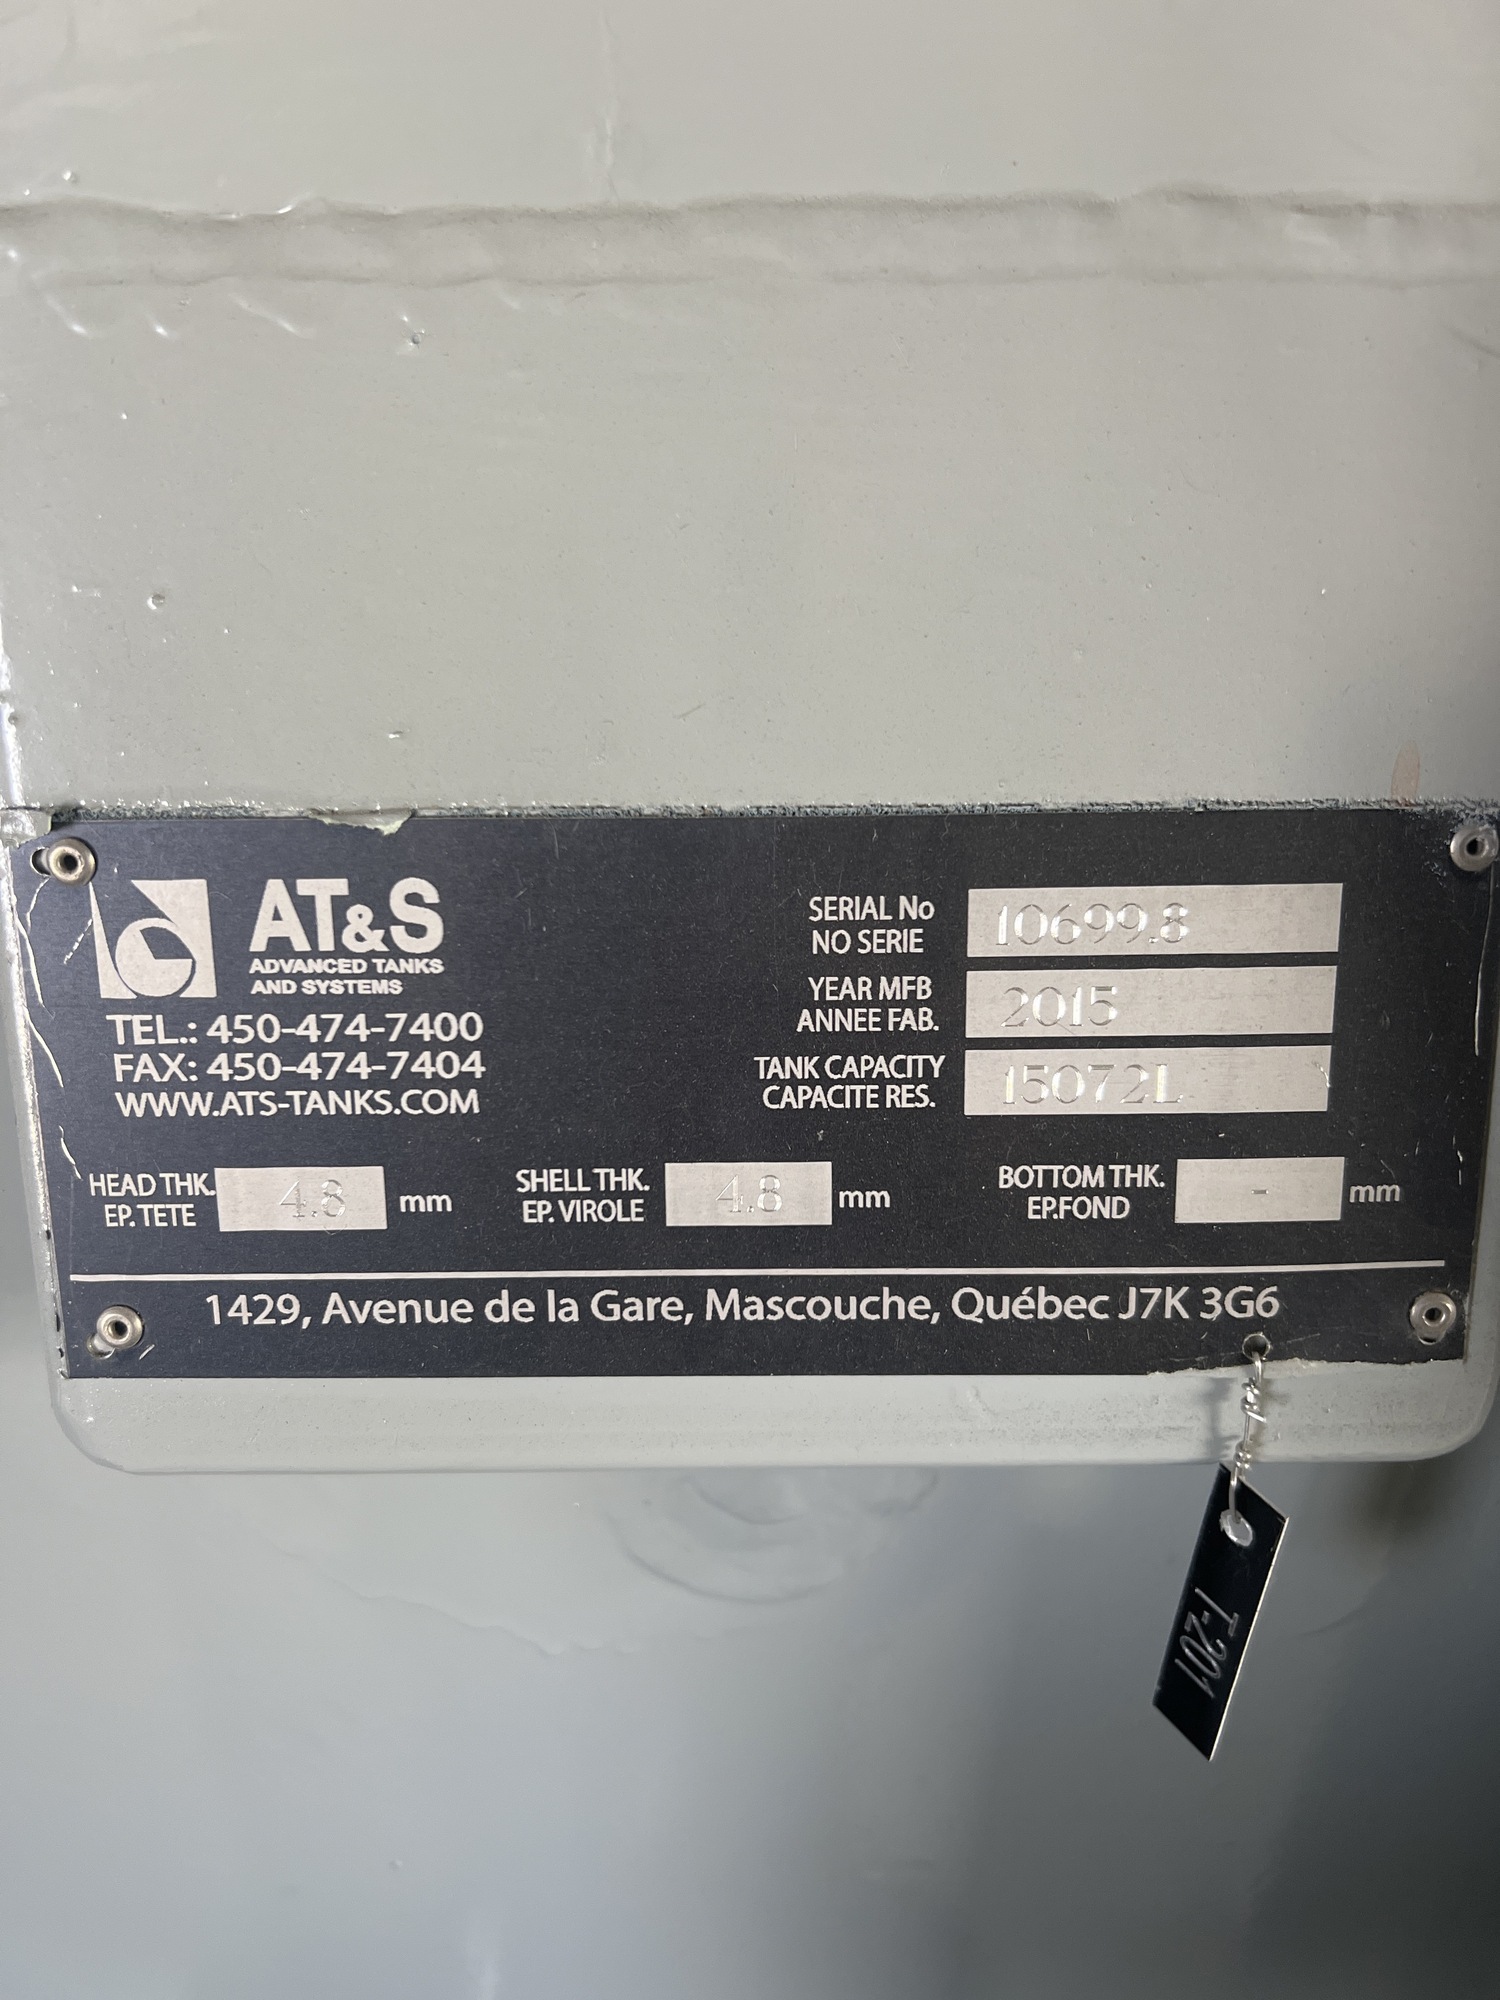 AT&S
ADVANCED TANKS
AND SYSTEMS
TEL.: 450-474-7400
FAX: 450-474-7404
WWW.ATS-TANKS.COM
SERIAL No
NO SERIE
10699.8
YEAR MFB
ANNEE FAB.
2015
TANK CAPACITY
CAPACITE RES.
15072L
HEAD THK.
EP. TETE
4.8 mm
SHELL THK.
EP. VIROLE
4.8 mm
BOTTOM THK.
EP.FOND
- mm
1429, Avenue de la Gare, Mascouche, Québec J7K 3G6
T-201